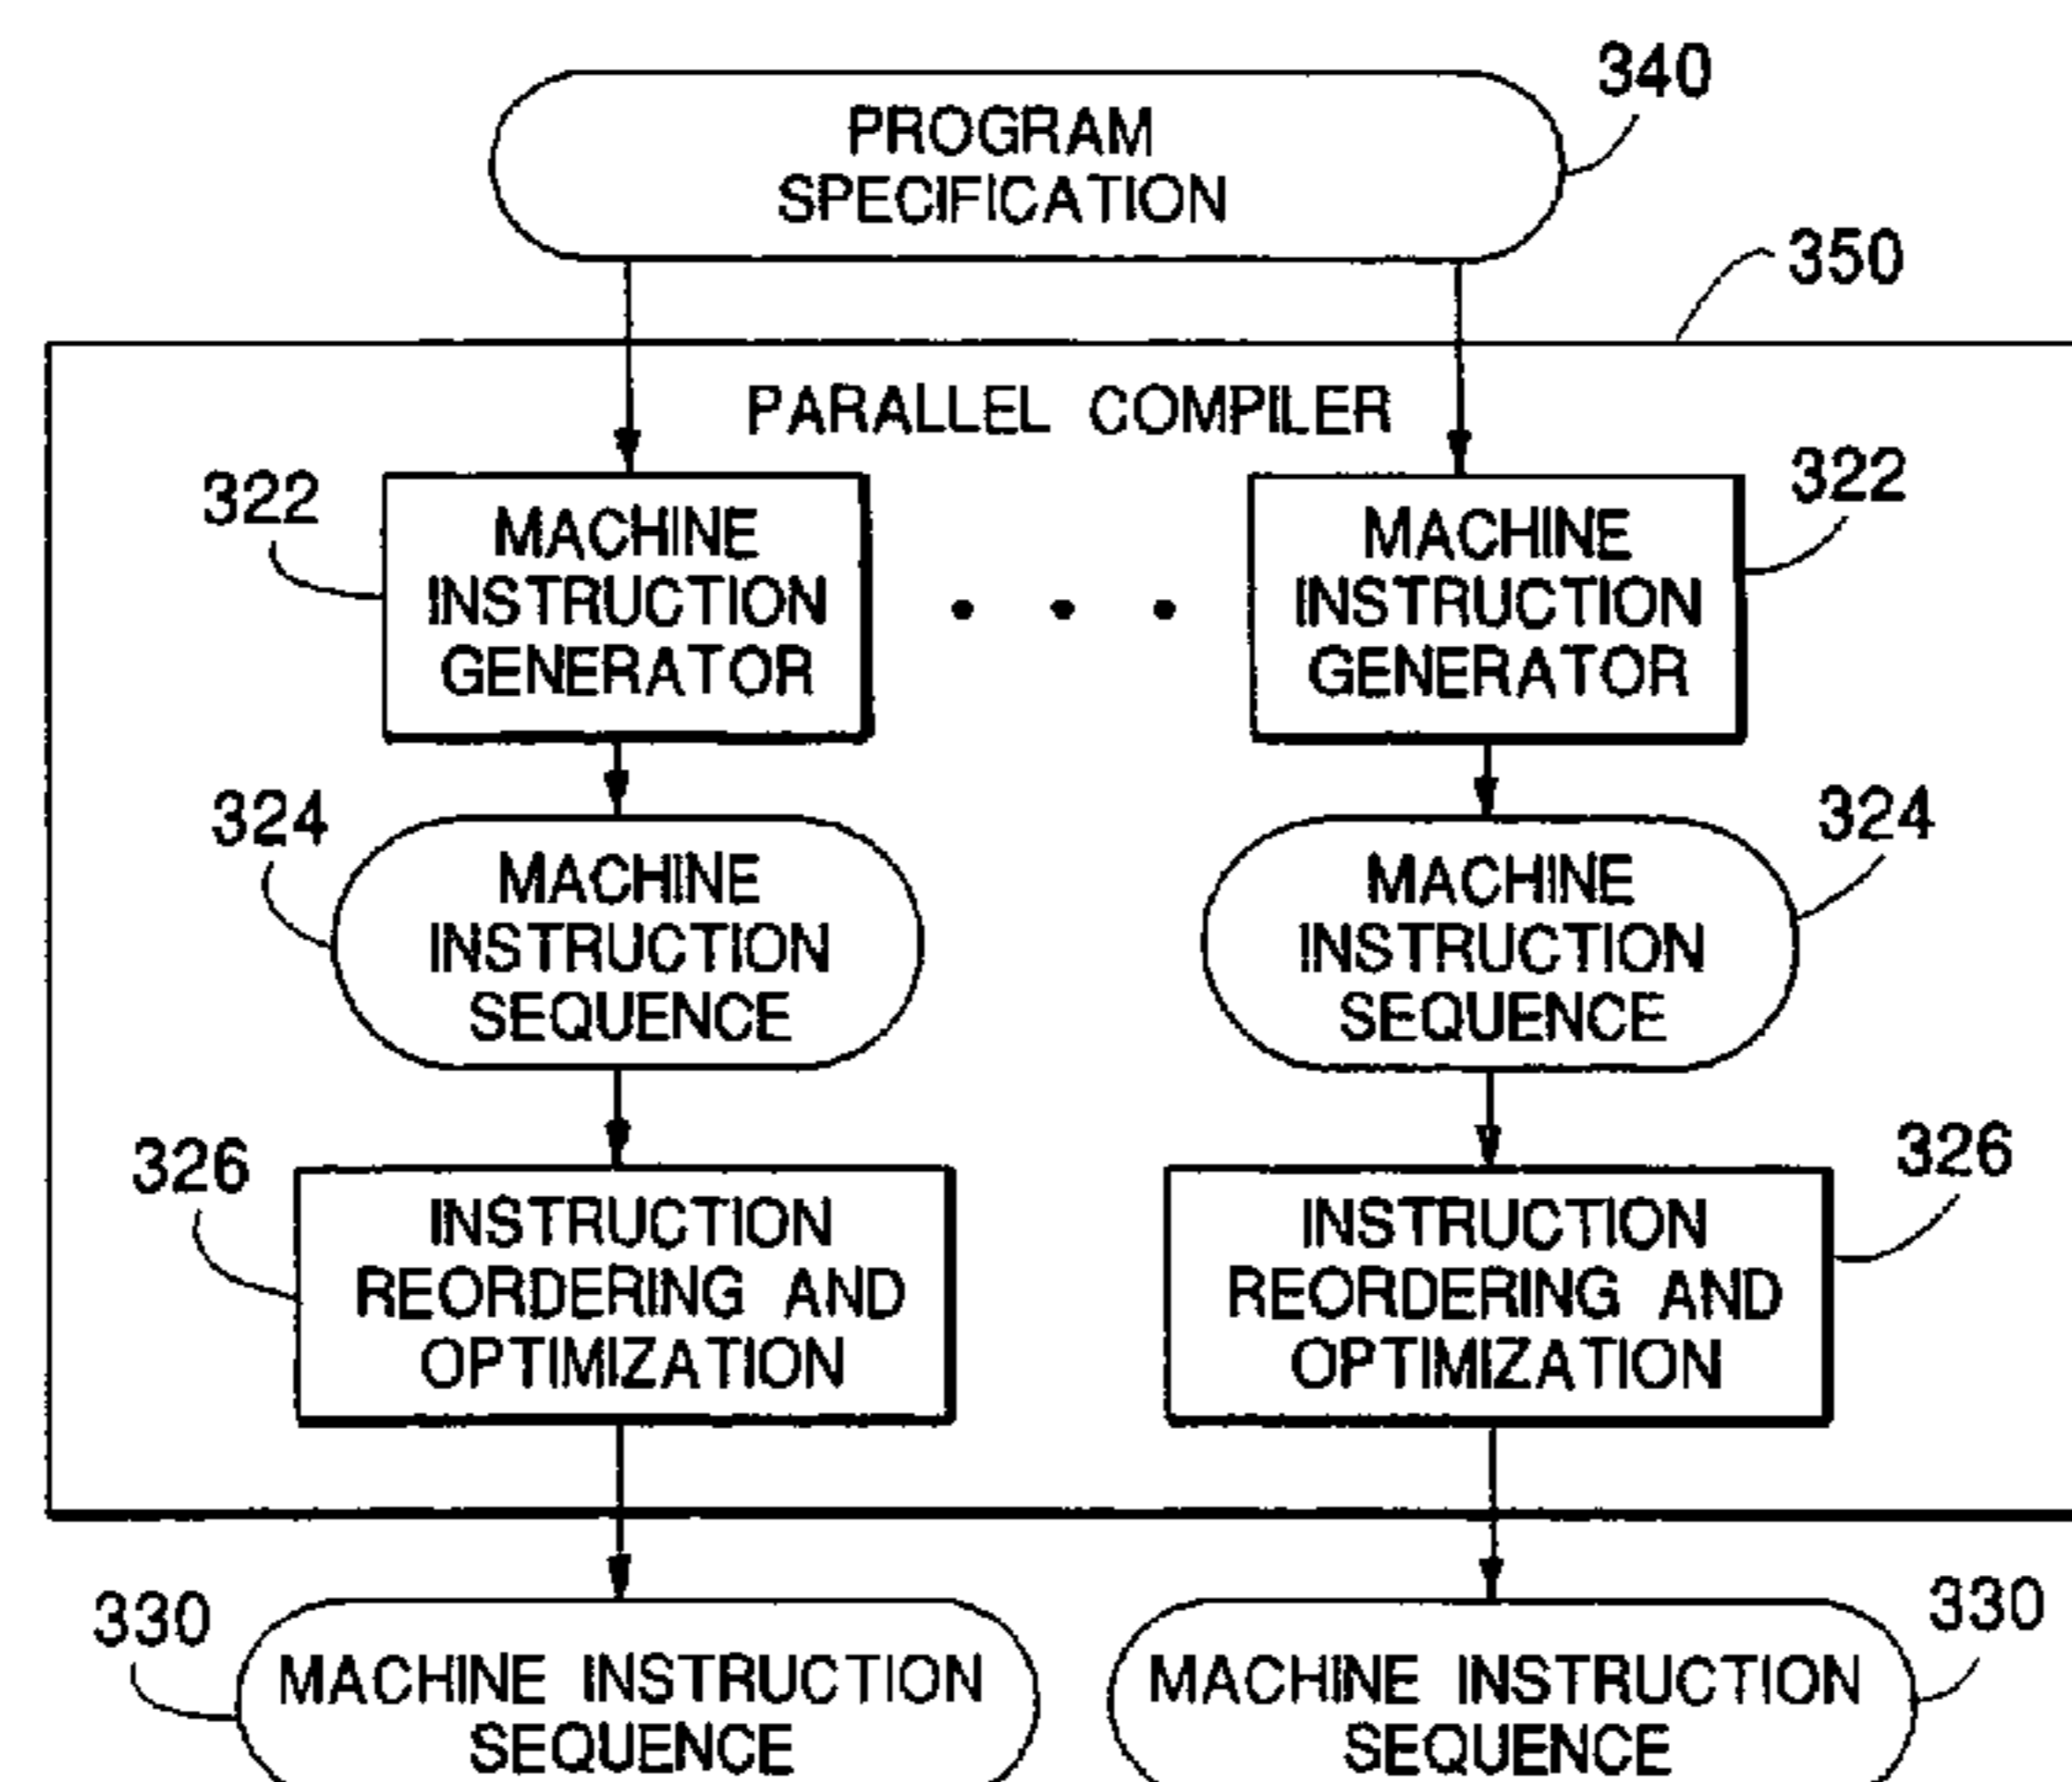 340
PROGRAM
SPECIFICATION
350
PARALLEL COMPILER
322
MACHINE
INSTRUCTION
GENERATOR
322
MACHINE
INSTRUCTION
GENERATOR
324
MACHINE
INSTRUCTION
SEQUENCE
324
MACHINE
INSTRUCTION
SEQUENCE
326
INSTRUCTION
REORDERING AND
OPTIMIZATION
326
INSTRUCTION
REORDERING AND
OPTIMIZATION
330
MACHINE INSTRUCTION
SEQUENCE
330
MACHINE INSTRUCTION
SEQUENCE